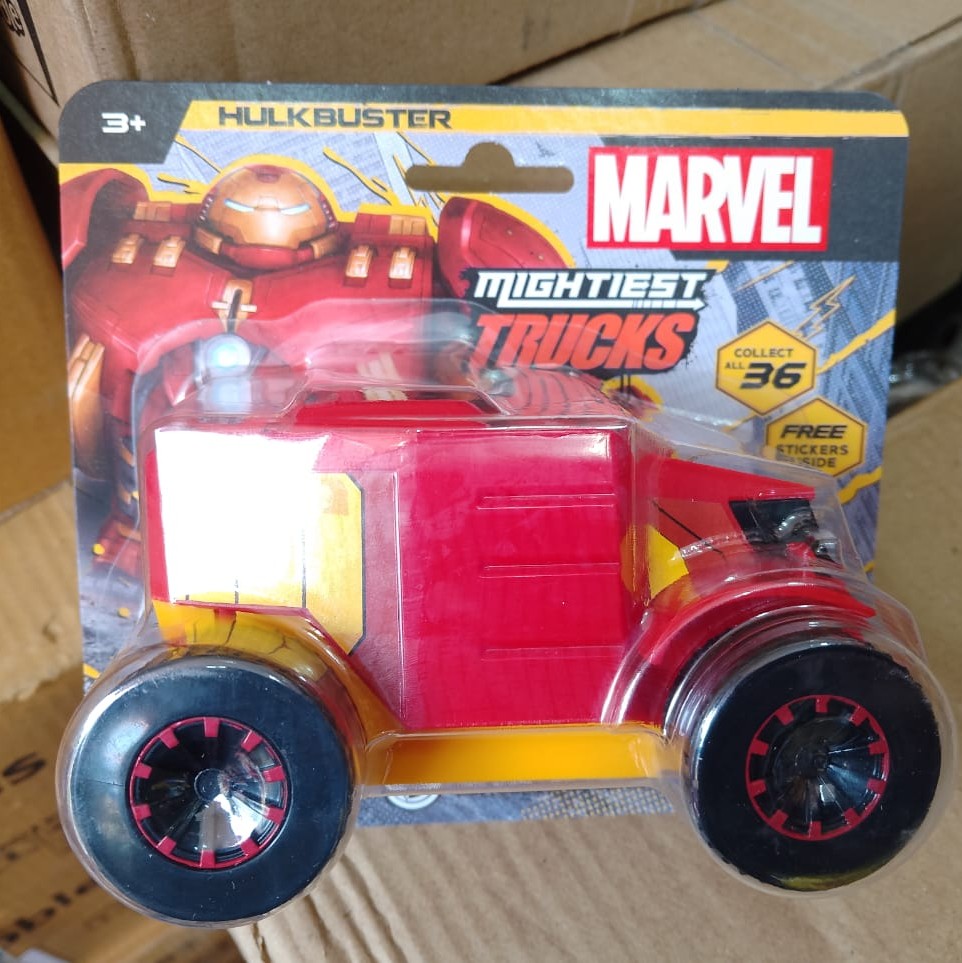 3+
HULKBUSTER
MARVEL
MIGHTIEST
TRUCKS
COLLECT
ALL 36
FREE
STICKERS
INSIDE